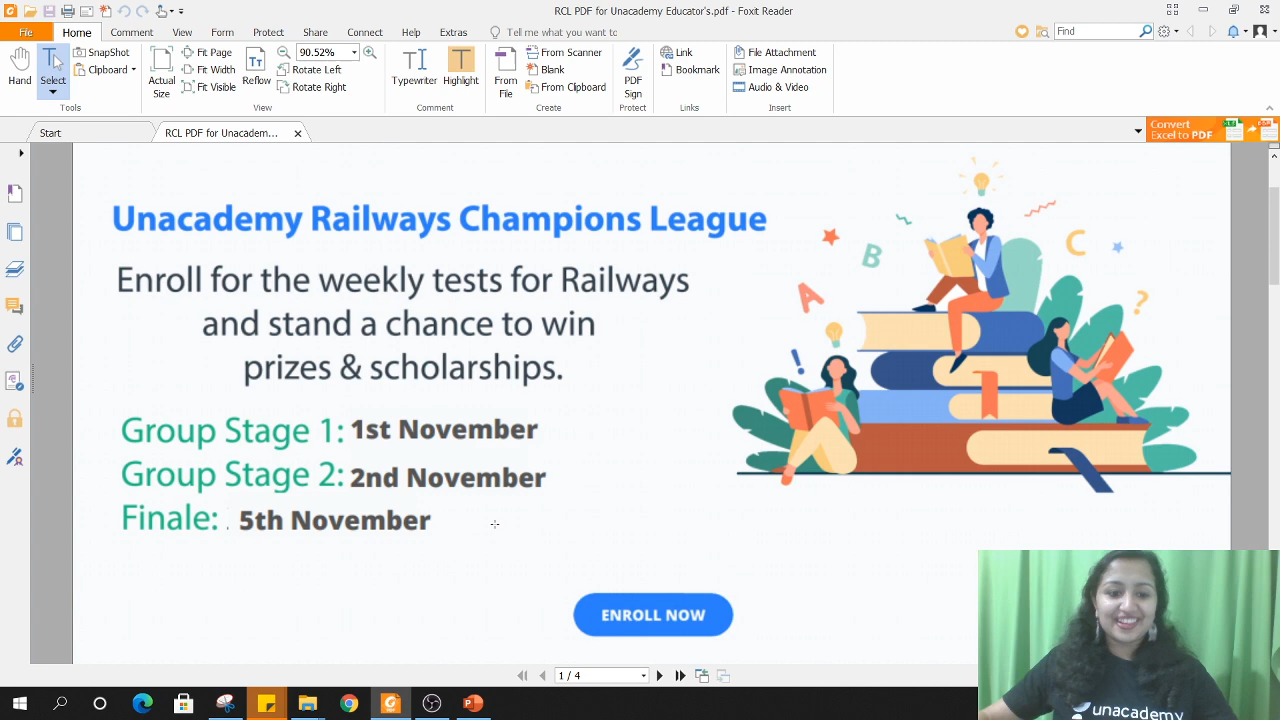 RCL PDF for Unacademy Educators.pdf - Foxit Reader
File Home Comment View Form Protect Share Connect Help Extras Tell me what you want to Find
Hand
Select
SnapShot
Clipboard
Tools
Actual Size
Fit Page
Fit Width
Fit Visible
Reflow
90.52%
Rotate Left
Rotate Right
View
Typewriter
Highlight
Comment
From File
From Scanner
Blank
From Clipboard
Create
PDF Sign
Protect
Link
Bookmark
Links
File Attachment
Image Annotation
Audio & Video
Insert
Start
RCL PDF for Unacadem...
Convert
Excel to PDF
Unacademy Railways Champions League
Enroll for the weekly tests for Railways
and stand a chance to win
prizes & scholarships.
Group Stage 1: 1st November
Group Stage 2: 2nd November
Finale: 5th November
A
B
C
?
!
ENROLL NOW
unacademy
1 / 4